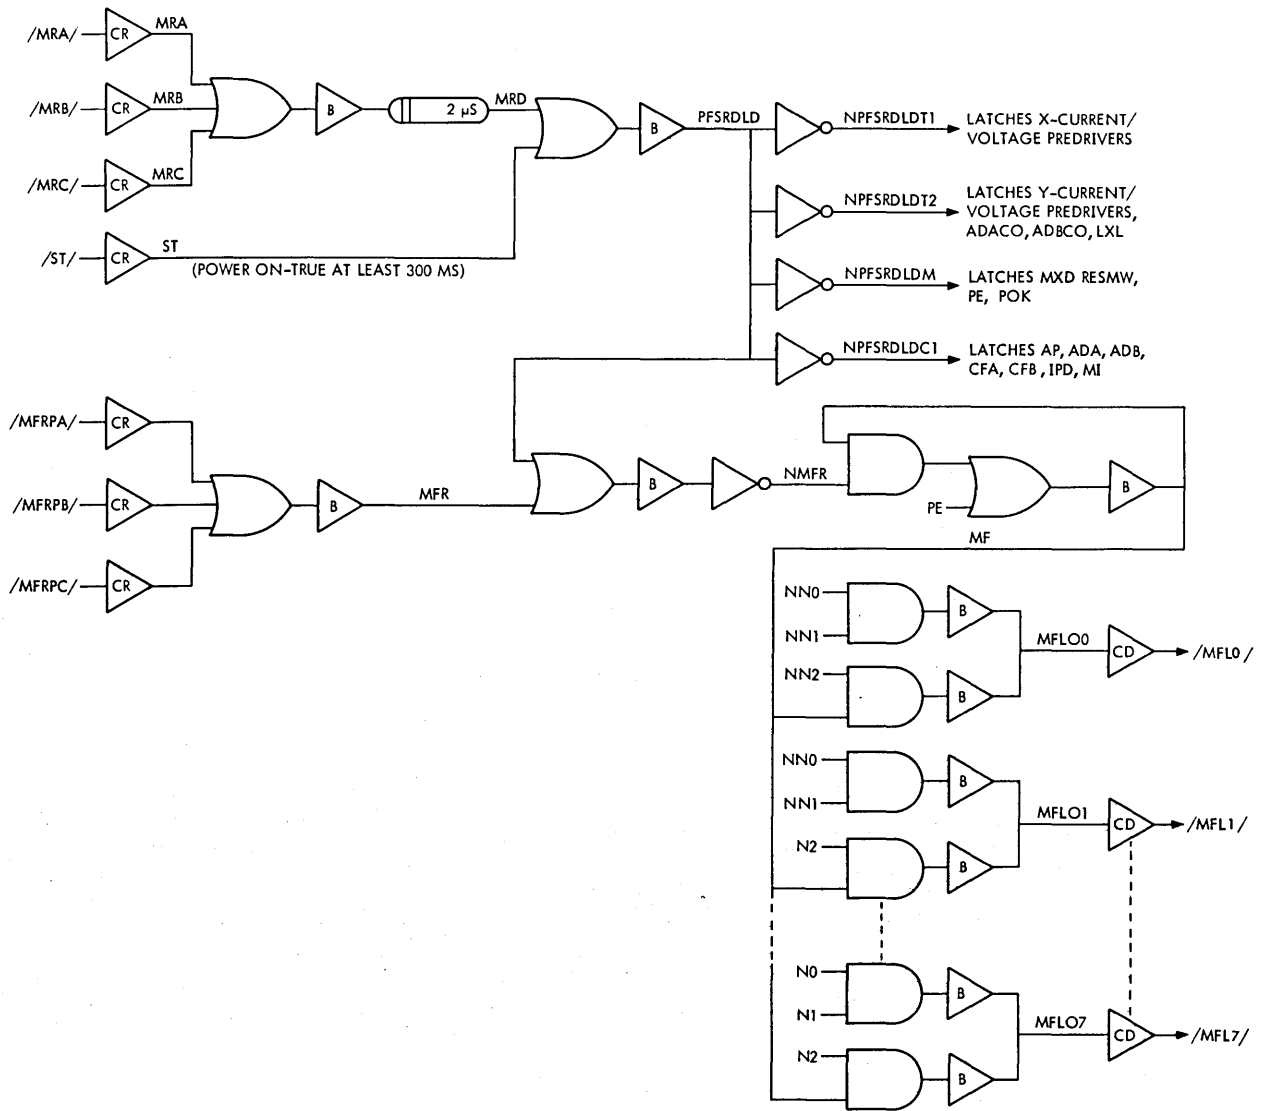 /MRA/ CR MRA
/MRB/ CR MRB B 2 µS MRD B PFSRDLD
/MRC/ CR MRC
/ST/ CR ST
(POWER ON-TRUE AT LEAST 300 MS)
NPFSRDLDT1 LATCHES X-CURRENT/
VOLTAGE PREDRIVERS
NPFSRDLDT2 LATCHES Y-CURRENT/
VOLTAGE PREDRIVERS,
ADACO, ADBCO, LXL
NPFSRDLDM LATCHES MXD RESMW,
PE, POK
NPFSRDLDC1 LATCHES AP, ADA, ADB,
CFA, CFB, IPD, MI
/MFRPA/ CR
/MFRPB/ CR B MFR B NMFR B
/MFRPC/ CR
PE
MF
NN0
NN1 B
NN2 B
MFLO0 CD /MFL0/
NN0
NN1 B
N2 B
MFLO1 CD /MFL1/
N0
N1 B
N2 B
MFLO7 CD /MFL7/